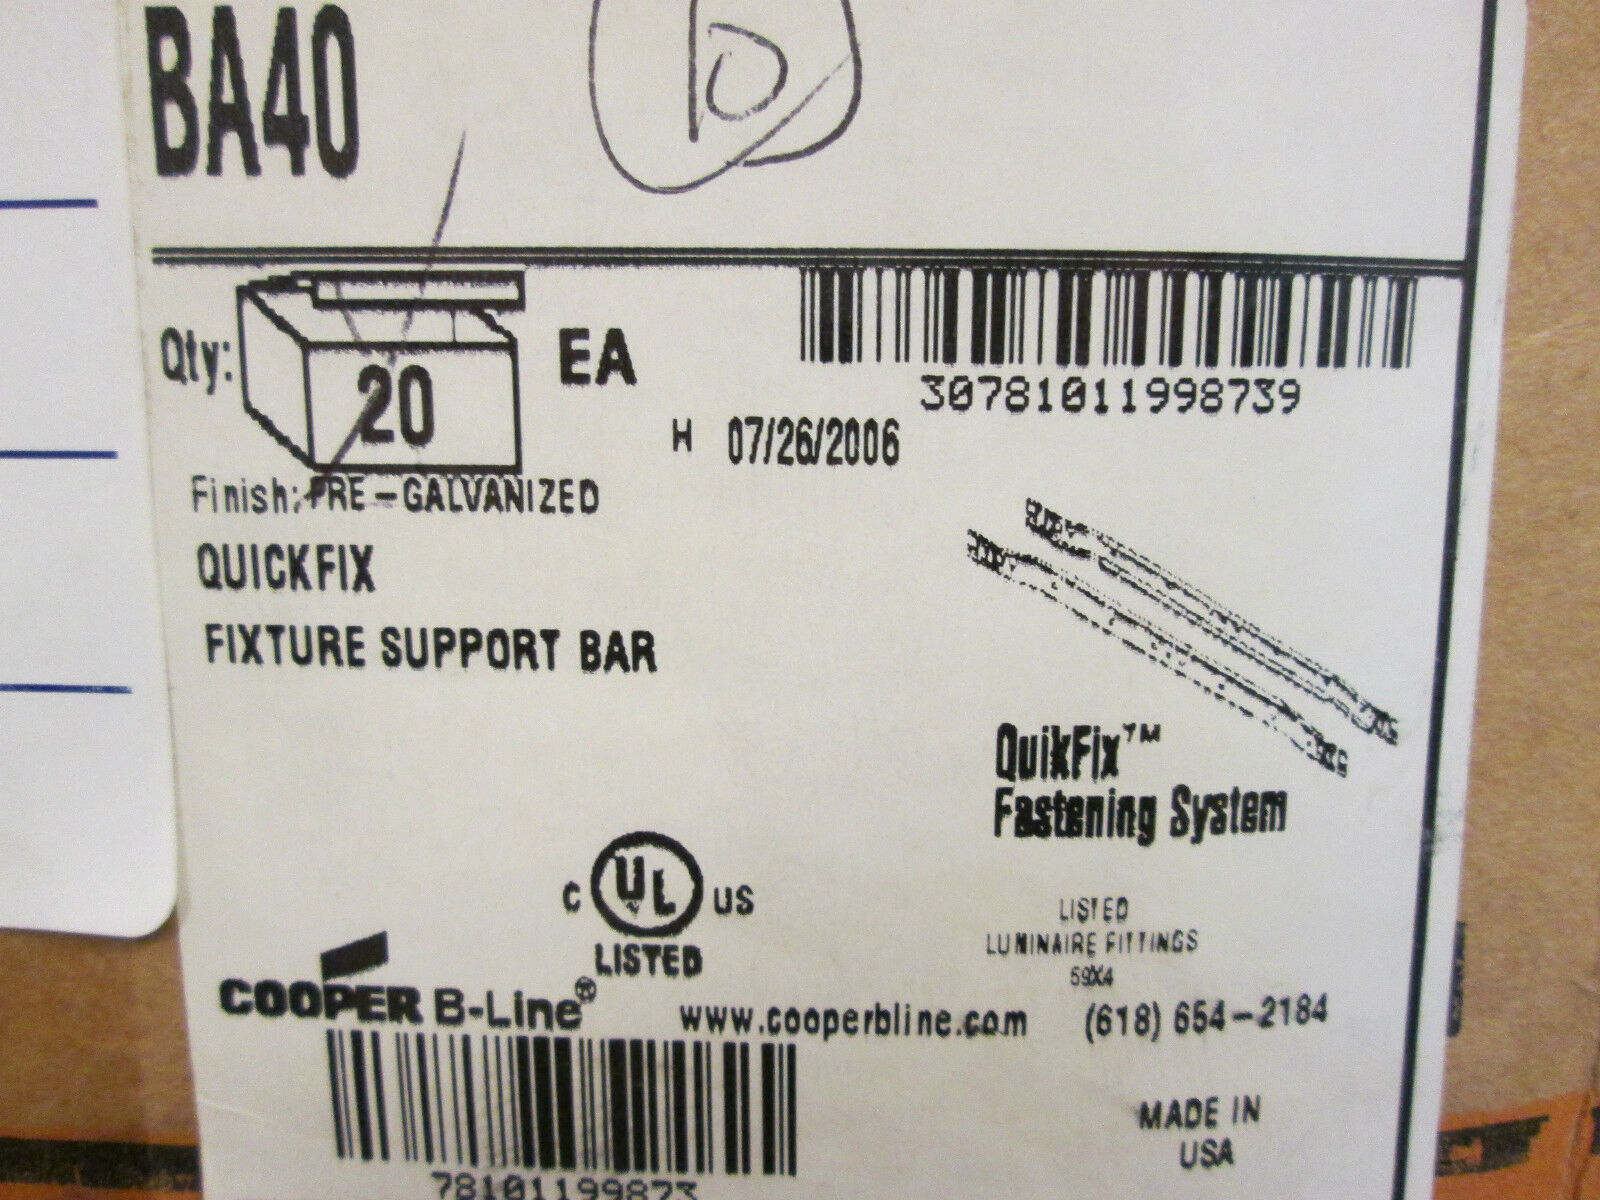 BA40
b
Qty: 20 EA
30781011998739
H 07/26/2006
Finish: PRE-GALVANIZED
QUICKFIX
FIXTURE SUPPORT BAR
QuikFix™
Fastening System
C UL US
LISTED
LISTED
LUMINAIRE FITTINGS
59X4
COOPER B-Line®
www.cooperbline.com (618) 654-2184
MADE IN
USA
78101199873